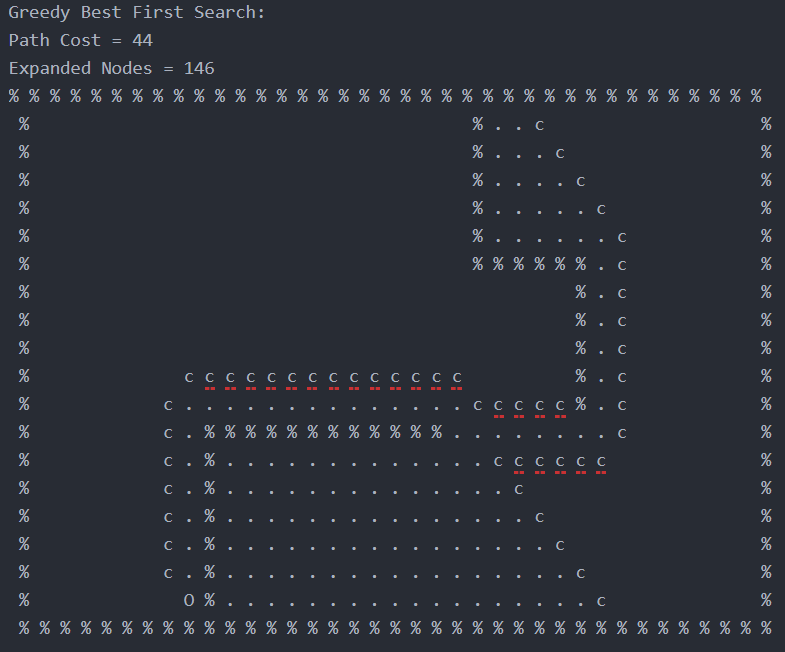 Greedy Best First Search:
Path Cost = 44
Expanded Nodes = 146
% % % % % % % % % % % % % % % % % % % % % % % % % % % % % % % % % % % % %
 %                                           % . . c                     %
 %                                           % . . . c                   %
 %                                           % . . . . c                 %
 %                                           % . . . . . c               %
 %                                           % . . . . . . c             %
 %                                           % % % % % % . c             %
 %                                                     % . c             %
 %                                                     % . c             %
 %                                                     % . c             %
 %               c c c c c c c c c c c c c c           % . c             %
 %             c . . . . . . . . . . . . . . c c c c c % . c             %
 %             c . % % % % % % % % % % % % . . . . . . . . c             %
 %             c . % . . . . . . . . . . . . . c c c c c c               %
 %             c . % . . . . . . . . . . . . . . c                       %
 %             c . % . . . . . . . . . . . . . . . c                     %
 %             c . % . . . . . . . . . . . . . . . . c                   %
 %             c . % . . . . . . . . . . . . . . . . . c                 %
 %               O % . . . . . . . . . . . . . . . . . . c               %
 % % % % % % % % % % % % % % % % % % % % % % % % % % % % % % % % % % % % %